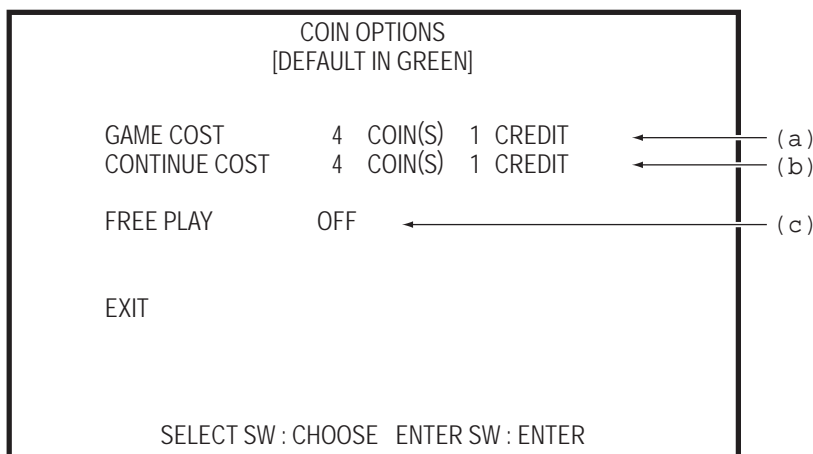 COIN OPTIONS
[DEFAULT IN GREEN]
GAME COST 4 COIN(S) 1 CREDIT (a)
CONTINUE COST 4 COIN(S) 1 CREDIT (b)
FREE PLAY OFF (c)
EXIT
SELECT SW : CHOOSE ENTER SW : ENTER